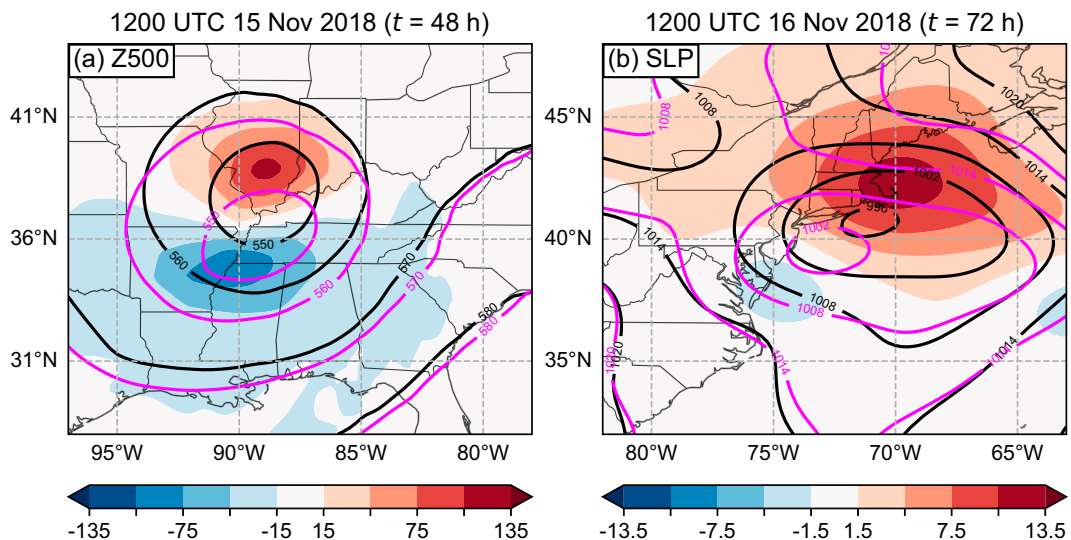 1200 UTC 15 Nov 2018 (t = 48 h)
1200 UTC 16 Nov 2018 (t = 72 h)
(a) Z500
(b) SLP
41°N
36°N
31°N
95°W
90°W
85°W
80°W
550
550
560
560
570
570
580
580
45°N
40°N
35°N
80°W
75°W
70°W
65°W
1008
1008
1008
1020
1014
1014
1002
996
1002
1014
1008
1008
1014
1014
1020
-135
-75
-15
15
75
135
-13.5
-7.5
-1.5
1.5
7.5
13.5